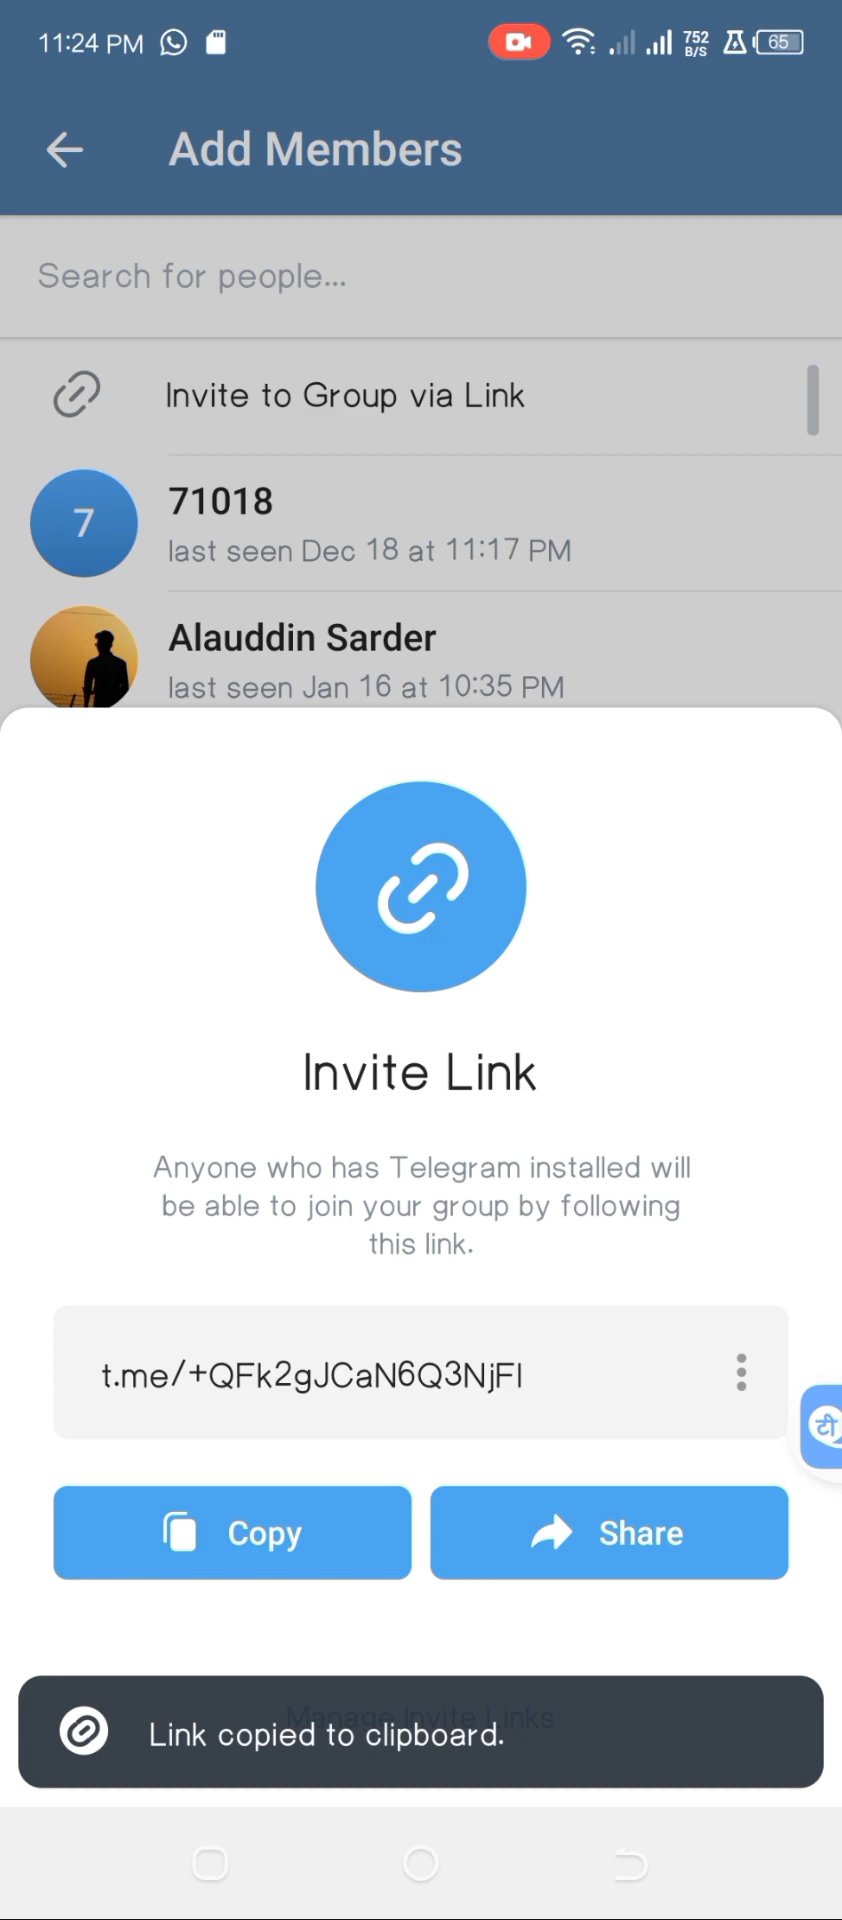 11:24 PM
752
B/S
65
Add Members
Search for people...
Invite to Group via Link
7
71018
last seen Dec 18 at 11:17 PM
Alauddin Sarder
last seen Jan 16 at 10:35 PM
Invite Link
Anyone who has Telegram installed will
be able to join your group by following
this link.
t.me/+QFk2gJCaN6Q3NjFl
टी
Copy
Share
Manage Invite Links
Link copied to clipboard.